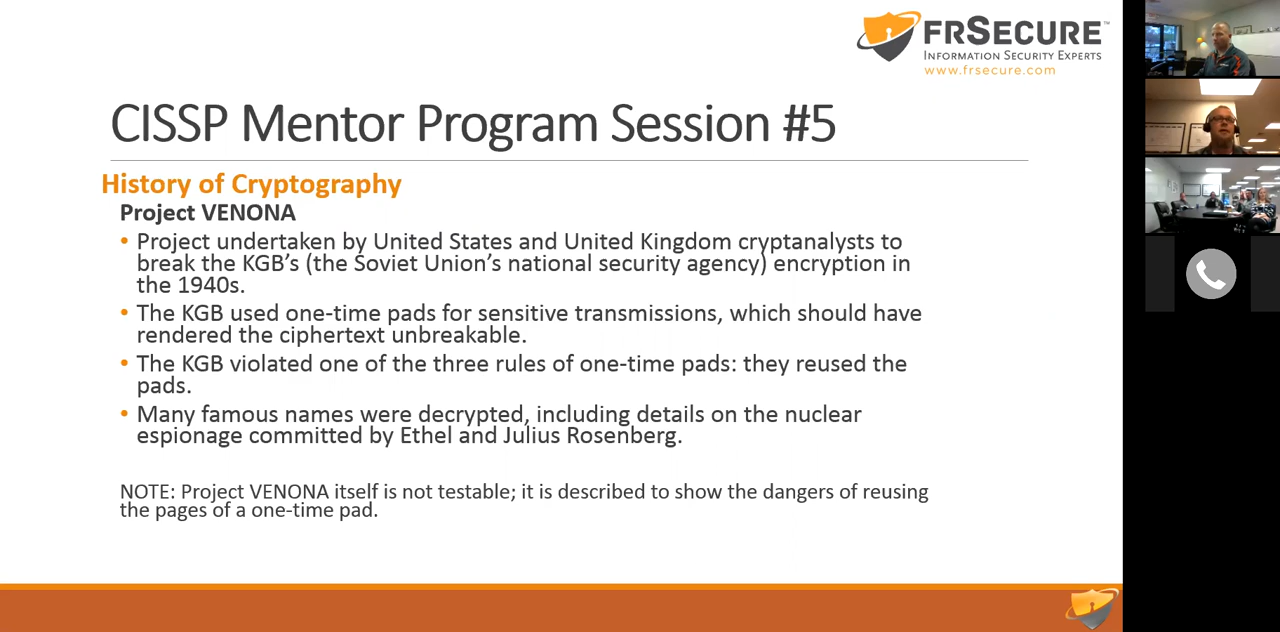 FRSECURE™
INFORMATION SECURITY EXPERTS
www.frsecure.com
CISSP Mentor Program Session #5
History of Cryptography
Project VENONA
• Project undertaken by United States and United Kingdom cryptanalysts to
break the KGB’s (the Soviet Union’s national security agency) encryption in
the 1940s.
• The KGB used one-time pads for sensitive transmissions, which should have
rendered the ciphertext unbreakable.
• The KGB violated one of the three rules of one-time pads: they reused the
pads.
• Many famous names were decrypted, including details on the nuclear
espionage committed by Ethel and Julius Rosenberg.
NOTE: Project VENONA itself is not testable; it is described to show the dangers of reusing
the pages of a one-time pad.